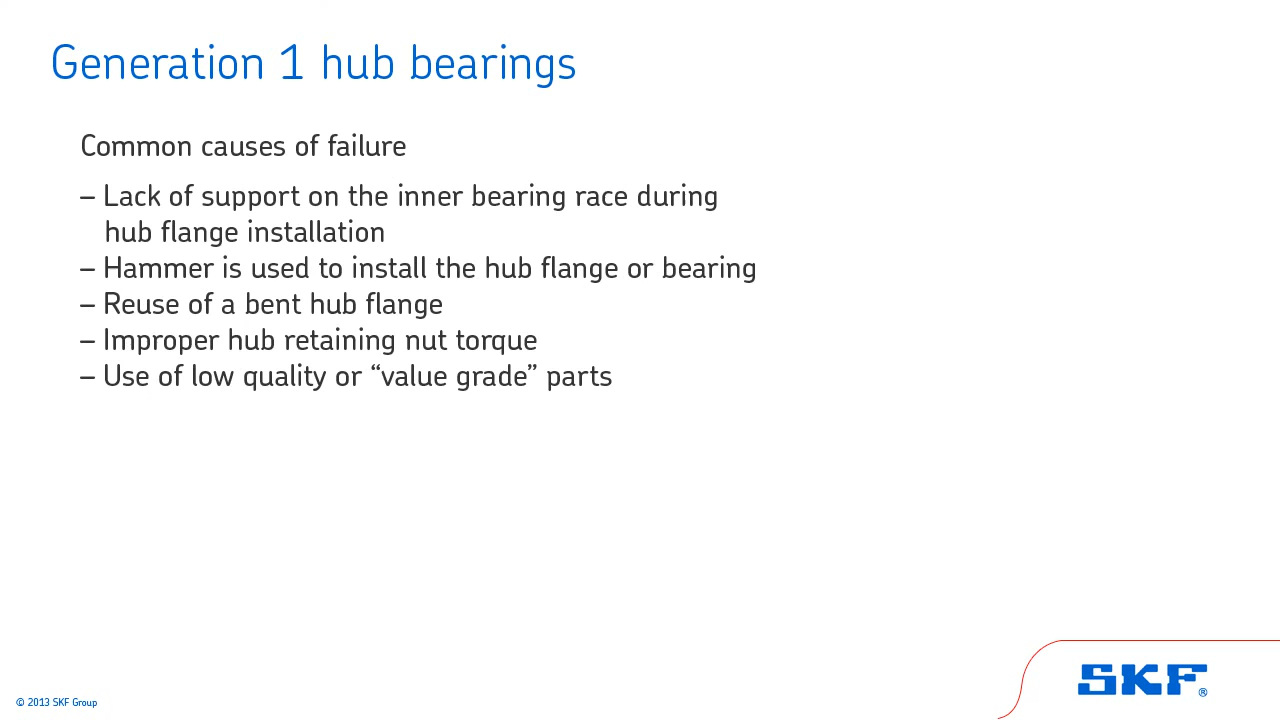 Generation 1 hub bearings
Common causes of failure
– Lack of support on the inner bearing race during
hub flange installation
– Hammer is used to install the hub flange or bearing
– Reuse of a bent hub flange
– Improper hub retaining nut torque
– Use of low quality or “value grade” parts
SKF®
© 2013 SKF Group